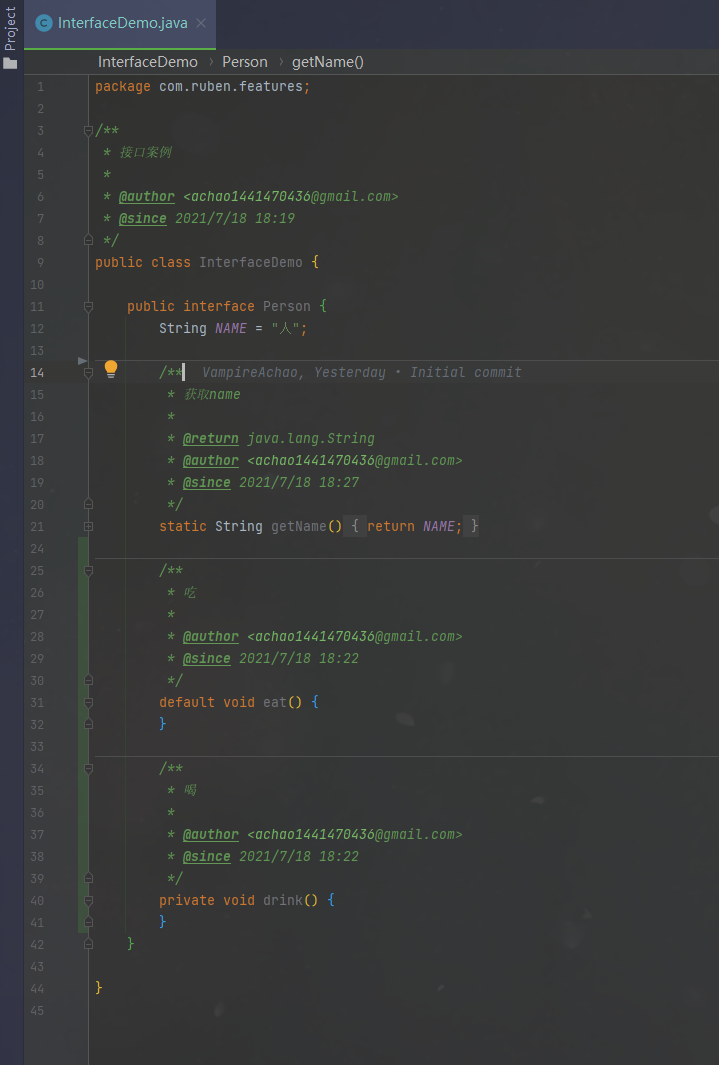 Project
InterfaceDemo.java
InterfaceDemo › Person › getName()
1 package com.ruben.features;
2
3 /**
4 * 接口案例
5 *
6 * @author <achao1441470436@gmail.com>
7 * @since 2021/7/18 18:19
8 */
9 public class InterfaceDemo {
10
11 public interface Person {
12 String NAME = "人";
13
14 /** VampireAchao, Yesterday • Initial commit
15 * 获取name
16 *
17 * @return java.lang.String
18 * @author <achao1441470436@gmail.com>
19 * @since 2021/7/18 18:27
20 */
21 static String getName() { return NAME; }
24
25 /**
26 * 吃
27 *
28 * @author <achao1441470436@gmail.com>
29 * @since 2021/7/18 18:22
30 */
31 default void eat() {
32 }
33
34 /**
35 * 喝
36 *
37 * @author <achao1441470436@gmail.com>
38 * @since 2021/7/18 18:22
39 */
40 private void drink() {
41 }
42 }
43
44 }
45